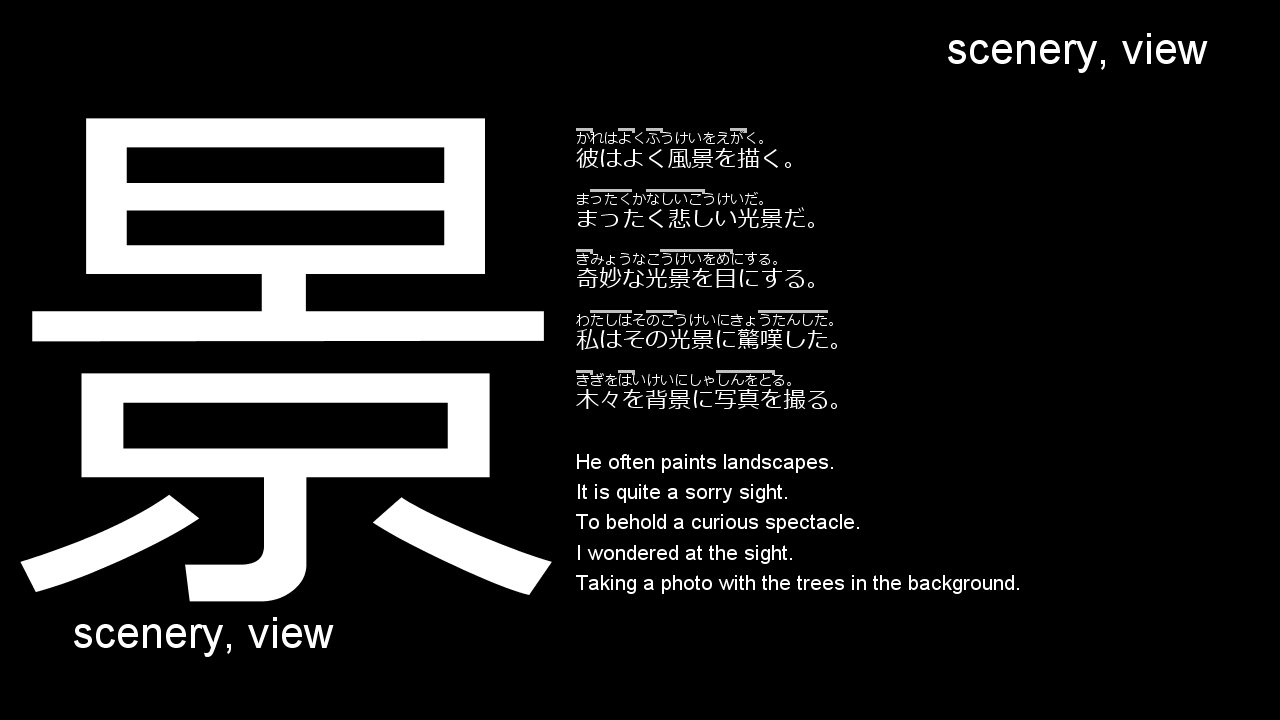 scenery, view
景
かれはよくふうけいをえがく。
彼はよく風景を描く。
まったくかなしいこうけいだ。
まったく悲しい光景だ。
きみょうなこうけいをめにする。
奇妙な光景を目にする。
わたしはそのこうけいにきょうたんした。
私はその光景に驚嘆した。
きぎをはいけいにしゃしんをとる。
木々を背景に写真を撮る。
He often paints landscapes.
It is quite a sorry sight.
To behold a curious spectacle.
I wondered at the sight.
Taking a photo with the trees in the background.
scenery, view